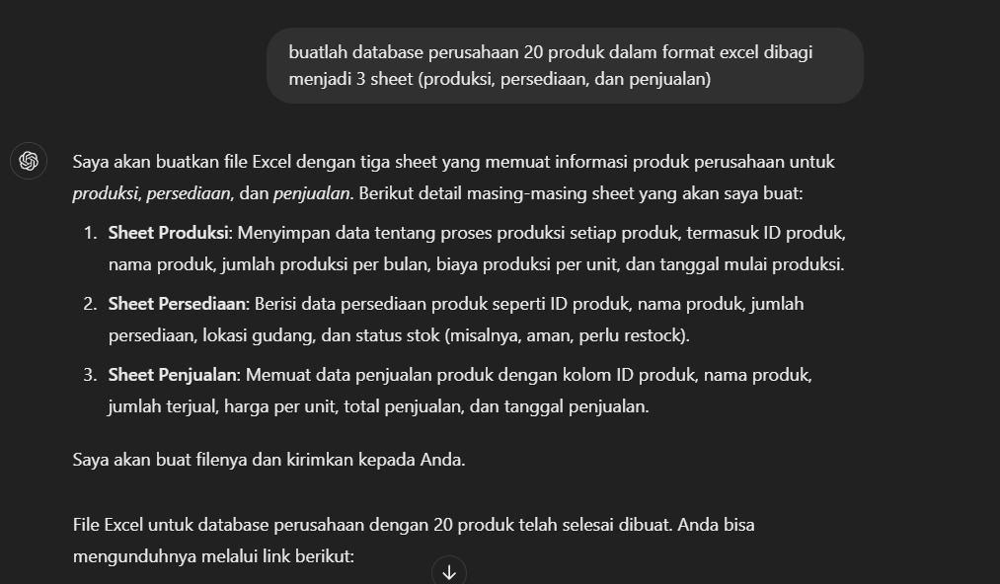 buatlah database perusahaan 20 produk dalam format excel dibagi
menjadi 3 sheet (produksi, persediaan, dan penjualan)
Saya akan buatkan file Excel dengan tiga sheet yang memuat informasi produk perusahaan untuk
produksi, persediaan, dan penjualan. Berikut detail masing-masing sheet yang akan saya buat:
1. Sheet Produksi: Menyimpan data tentang proses produksi setiap produk, termasuk ID produk,
nama produk, jumlah produksi per bulan, biaya produksi per unit, dan tanggal mulai produksi.
2. Sheet Persediaan: Berisi data persediaan produk seperti ID produk, nama produk, jumlah
persediaan, lokasi gudang, dan status stok (misalnya, aman, perlu restock).
3. Sheet Penjualan: Memuat data penjualan produk dengan kolom ID produk, nama produk,
jumlah terjual, harga per unit, total penjualan, dan tanggal penjualan.
Saya akan buat filenya dan kirimkan kepada Anda.
File Excel untuk database perusahaan dengan 20 produk telah selesai dibuat. Anda bisa
mengunduhnya melalui link berikut: